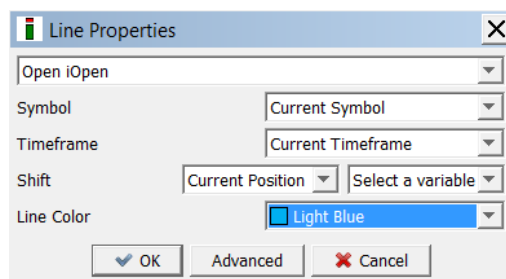 Line Properties
Open iOpen
Symbol Current Symbol
Timeframe Current Timeframe
Shift Current Position Select a variable
Line Color Light Blue
OK Advanced Cancel